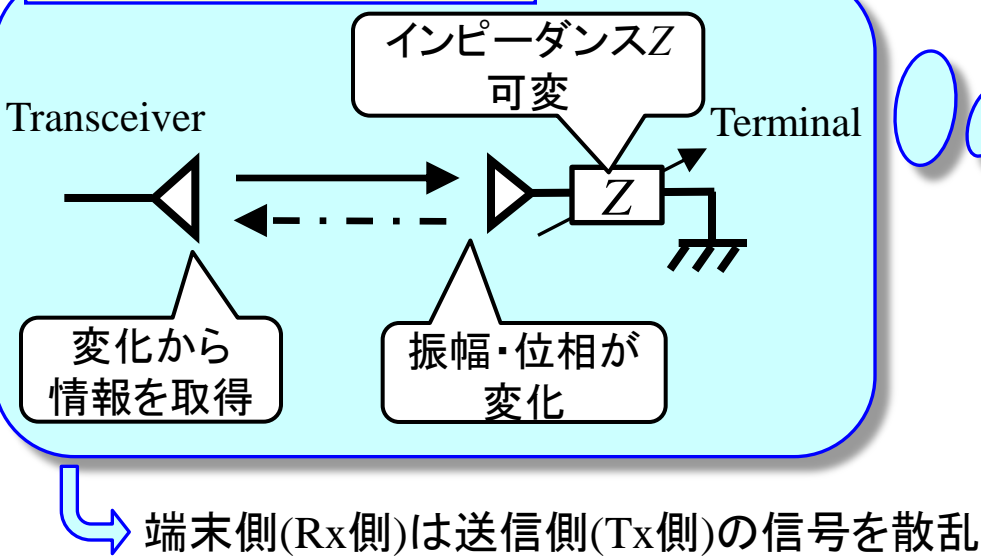 インピーダンスZ
可変
Transceiver
Terminal
Z
変化から
情報を取得
振幅・位相が
変化
端末側(Rx側)は送信側(Tx側)の信号を散乱